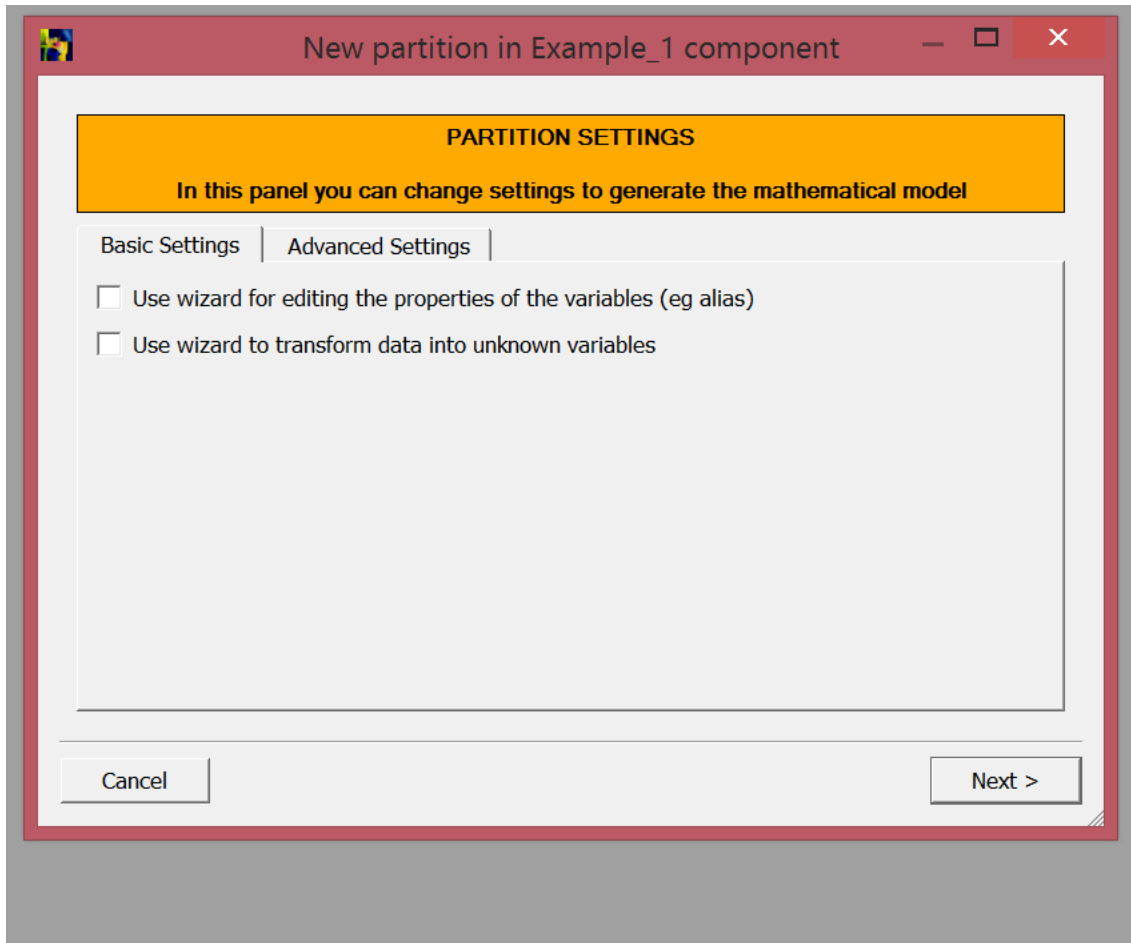 New partition in Example_1 component
PARTITION SETTINGS
In this panel you can change settings to generate the mathematical model
Basic Settings
Advanced Settings
Use wizard for editing the properties of the variables (eg alias)
Use wizard to transform data into unknown variables
Cancel
Next >